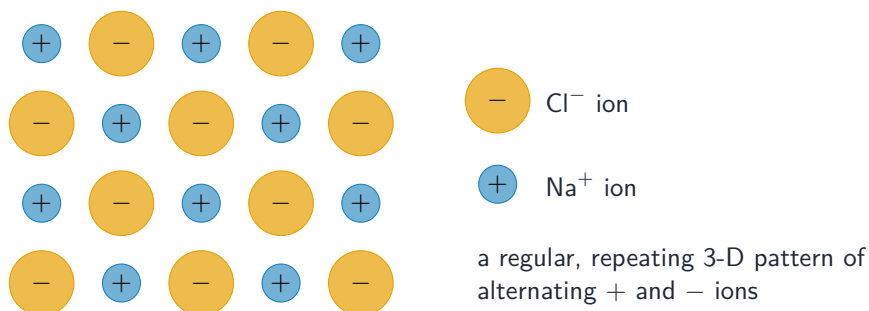 + − + − +
− + − + −
+ − + − +
− + − + −
− Cl⁻ ion
+ Na⁺ ion
a regular, repeating 3-D pattern of
alternating + and − ions